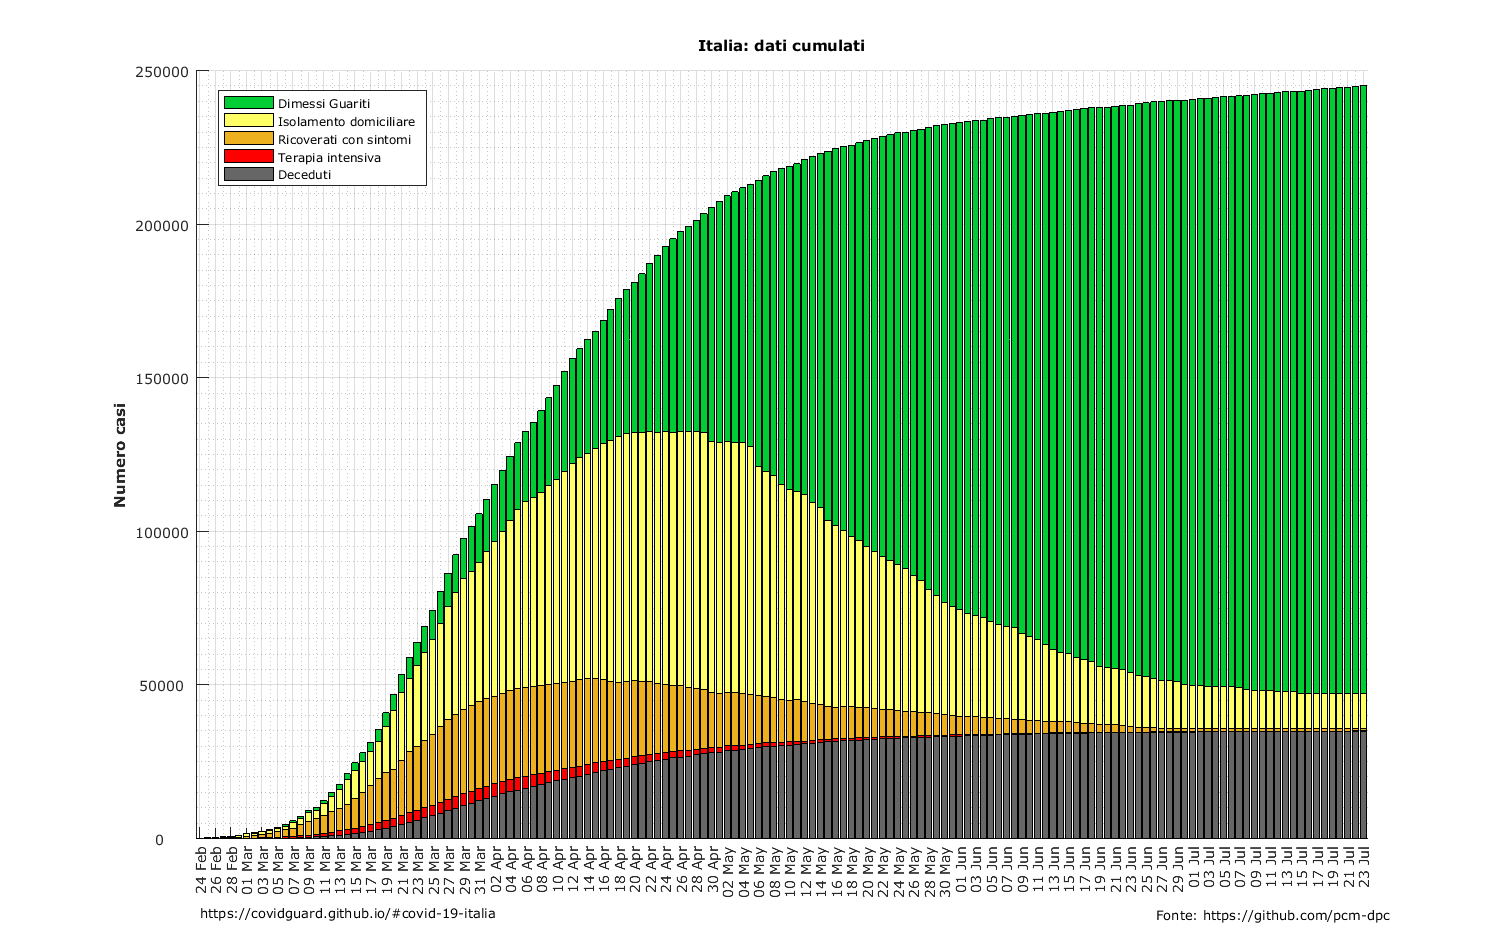 Italia: dati cumulati
250000
200000
150000
100000
50000
0
Numero casi
Dimessi Guariti
Isolamento domiciliare
Ricoverati con sintomi
Terapia intensiva
Deceduti
24 Feb
26 Feb
28 Feb
01 Mar
03 Mar
05 Mar
07 Mar
09 Mar
11 Mar
13 Mar
15 Mar
17 Mar
19 Mar
21 Mar
23 Mar
25 Mar
27 Mar
29 Mar
31 Mar
02 Apr
04 Apr
06 Apr
08 Apr
10 Apr
12 Apr
14 Apr
16 Apr
18 Apr
20 Apr
22 Apr
24 Apr
26 Apr
28 Apr
30 Apr
02 May
04 May
06 May
08 May
10 May
12 May
14 May
16 May
18 May
20 May
22 May
24 May
26 May
28 May
30 May
01 Jun
03 Jun
05 Jun
07 Jun
09 Jun
11 Jun
13 Jun
15 Jun
17 Jun
19 Jun
21 Jun
23 Jun
25 Jun
27 Jun
29 Jun
01 Jul
03 Jul
05 Jul
07 Jul
09 Jul
11 Jul
13 Jul
15 Jul
17 Jul
19 Jul
21 Jul
23 Jul
https://covidguard.github.io/#covid-19-italia
Fonte: https://github.com/pcm-dpc